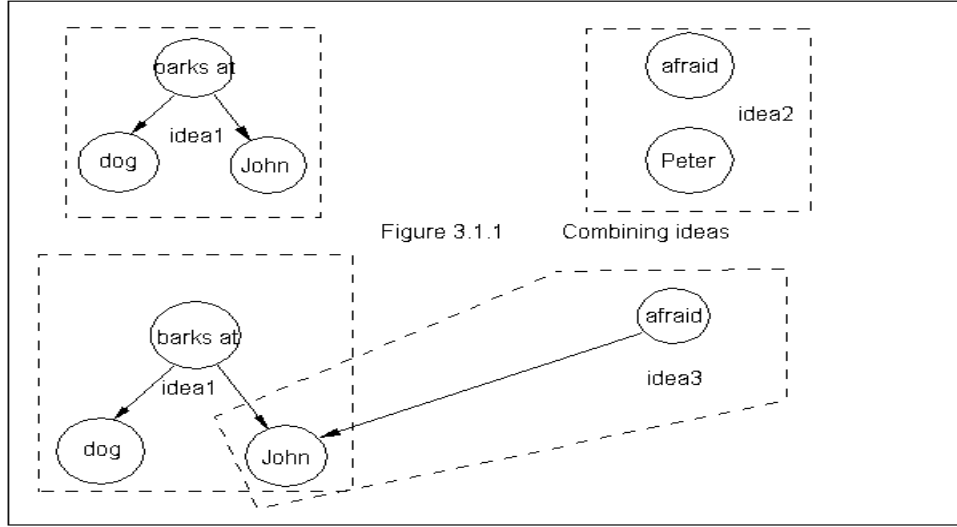 barks at
idea1
dog
John
afraid
idea2
Peter
Figure 3.1.1 Combining ideas
barks at
idea1
dog
John
afraid
idea3